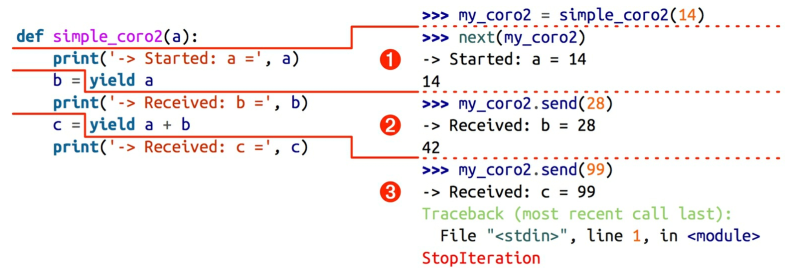 def simple_coro2(a):
    print('-> Started: a =', a)
    b = yield a
    print('-> Received: b =', b)
    c = yield a + b
    print('-> Received: c =', c)
>>> my_coro2 = simple_coro2(14)
>>> next(my_coro2)
1 -> Started: a = 14
14
>>> my_coro2.send(28)
2 -> Received: b = 28
42
>>> my_coro2.send(99)
3 -> Received: c = 99
Traceback (most recent call last):
  File "<stdin>", line 1, in <module>
StopIteration